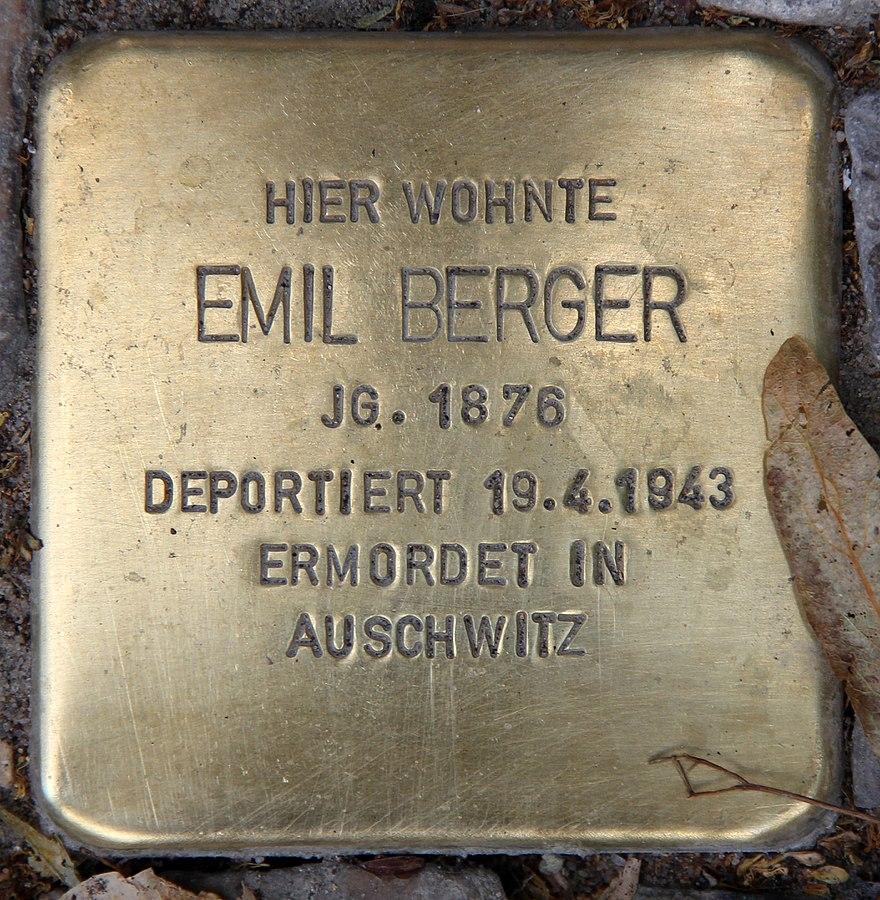 HIER WOHNTE
EMIL BERGER
JG. 1876
DEPORTIERT 19.4.1943
ERMORDET IN
AUSCHWITZ